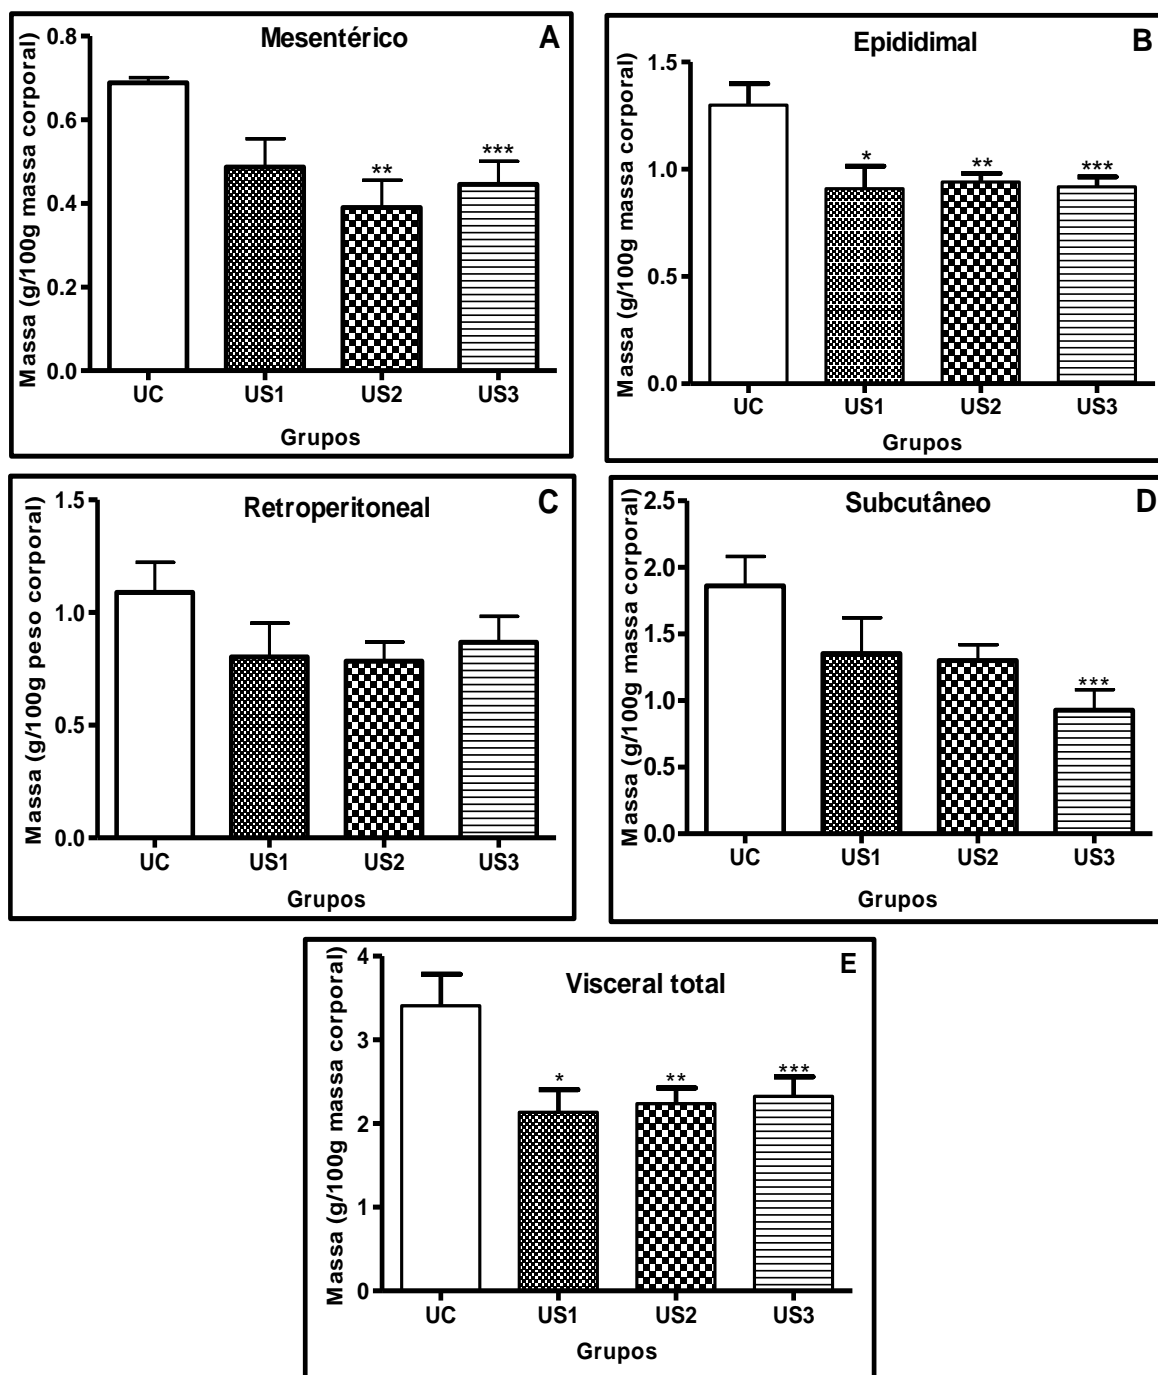 Mesentérico
A
Massa (g/100g massa corporal)
0.8
0.6
0.4
0.2
0.0
**
***
UC US1 US2 US3
Grupos
Epididimal
B
Massa (g/100g massa corporal)
1.5
1.0
0.5
0.0
*
**
***
UC US1 US2 US3
Grupos
Retroperitoneal
C
Massa (g/100g peso corporal)
1.5
1.0
0.5
0.0
UC US1 US2 US3
Grupos
Subcutâneo
D
Massa (g/100g massa corporal)
2.5
2.0
1.5
1.0
0.5
0.0
***
UC US1 US2 US3
Grupos
Visceral total
E
Massa (g/100g massa corporal)
4
3
2
1
0
*
**
***
UC US1 US2 US3
Grupos